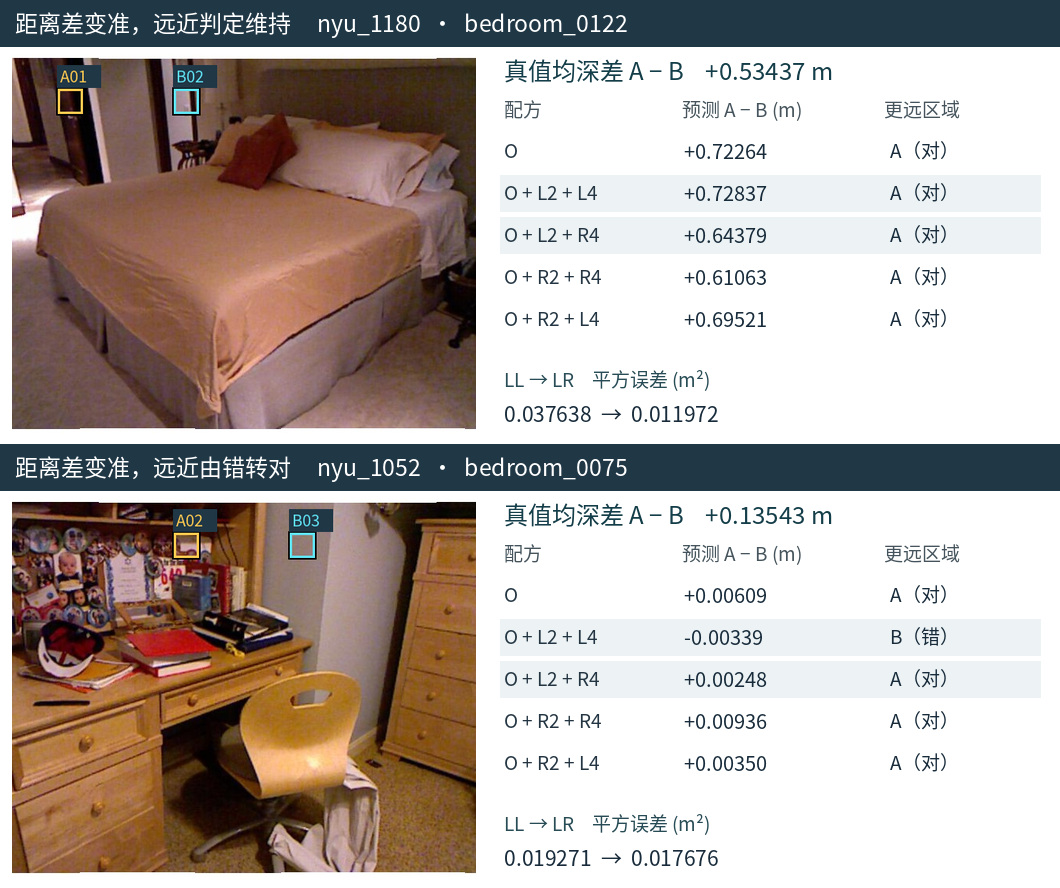 距离差变准，远近判定维持 nyu_1180 · bedroom_0122
A01
B02
真值均深差 A − B +0.53437 m
配方 预测 A − B (m) 更远区域
O +0.72264 A（对）
O + L2 + L4 +0.72837 A（对）
O + L2 + R4 +0.64379 A（对）
O + R2 + R4 +0.61063 A（对）
O + R2 + L4 +0.69521 A（对）
LL → LR 平方误差 (m²)
0.037638 → 0.011972
距离差变准，远近由错转对 nyu_1052 · bedroom_0075
A02
B03
真值均深差 A − B +0.13543 m
配方 预测 A − B (m) 更远区域
O +0.00609 A（对）
O + L2 + L4 -0.00339 B（错）
O + L2 + R4 +0.00248 A（对）
O + R2 + R4 +0.00936 A（对）
O + R2 + L4 +0.00350 A（对）
LL → LR 平方误差 (m²)
0.019271 → 0.017676